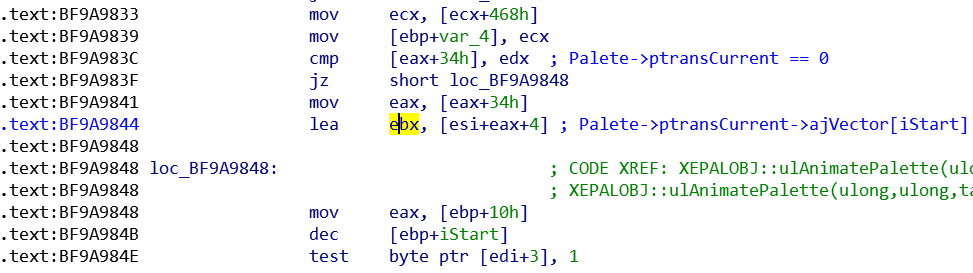 .text:BF9A9833 mov ecx, [ecx+468h]
.text:BF9A9839 mov [ebp+var_4], ecx
.text:BF9A983C cmp [eax+34h], edx ; Palete->ptransCurrent == 0
.text:BF9A983F jz short loc_BF9A9848
.text:BF9A9841 mov eax, [eax+34h]
.text:BF9A9844 lea ebx, [esi+eax+4] ; Palete->ptransCurrent->ajVector[iStart]
.text:BF9A9848
.text:BF9A9848 loc_BF9A9848: ; CODE XREF: XEPALOBJ::ulAnimatePalette(ulo
.text:BF9A9848 ; XEPALOBJ::ulAnimatePalette(ulong,ulong,ta
.text:BF9A9848 mov eax, [ebp+10h]
.text:BF9A984B dec [ebp+iStart]
.text:BF9A984E test byte ptr [edi+3], 1